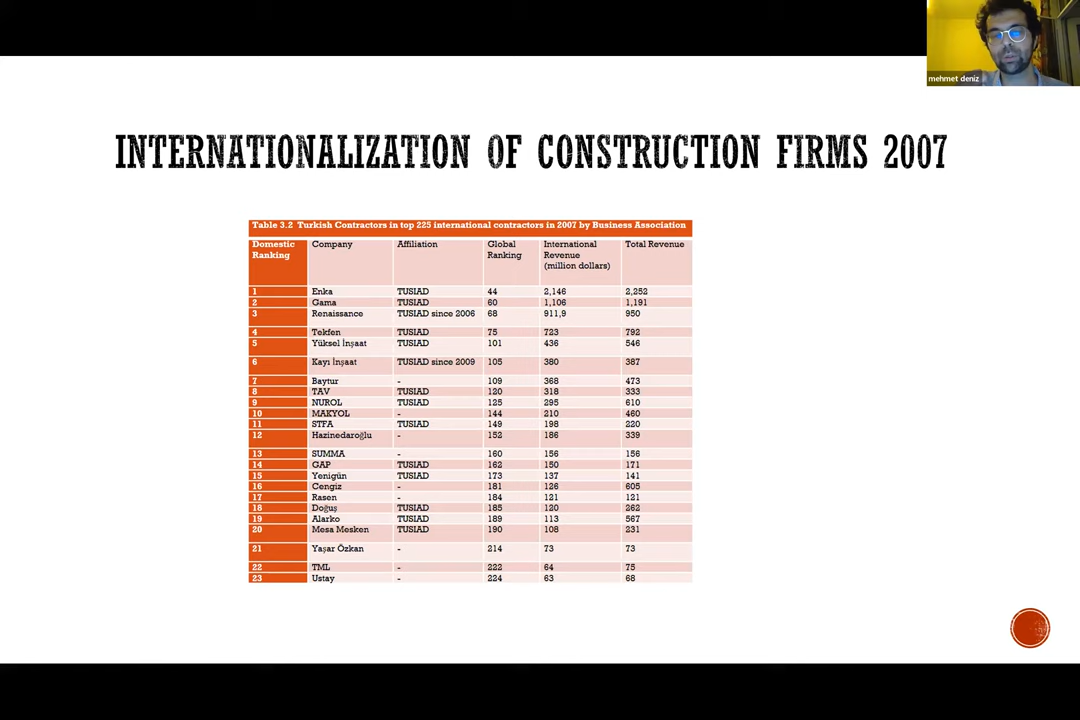 mehmet deniz
INTERNATIONALIZATION OF CONSTRUCTION FIRMS 2007
Table 3.2 Turkish Contractors in top 225 international contractors in 2007 by Business Association
Domestic Ranking Company Affiliation Global Ranking International Revenue (million dollars) Total Revenue
1 Enka TUSIAD 44 2,146 2,252
2 Gama TUSIAD 60 1,106 1,191
3 Renaissance TUSIAD since 2006 68 911,9 950
4 Tekfen TUSIAD 75 723 792
5 Yüksel İnşaat TUSIAD 101 436 546
6 Kayı İnşaat TUSIAD since 2009 105 380 387
7 Baytur - 109 368 473
8 TAV TUSIAD 120 318 333
9 NUROL TUSIAD 125 295 610
10 MAKYOL - 144 210 460
11 STFA TUSIAD 149 198 220
12 Hazinedaroğlu - 152 186 339
13 SUMMA - 160 156 156
14 GAP TUSIAD 162 150 171
15 Yenigün TUSIAD 173 137 141
16 Cengiz - 181 126 605
17 Rasen - 184 121 121
18 Doğuş TUSIAD 185 120 262
19 Alarko TUSIAD 189 113 567
20 Mesa Mesken TUSIAD 190 108 231
21 Yaşar Özkan - 214 73 73
22 TML - 222 64 75
23 Ustay - 224 63 68